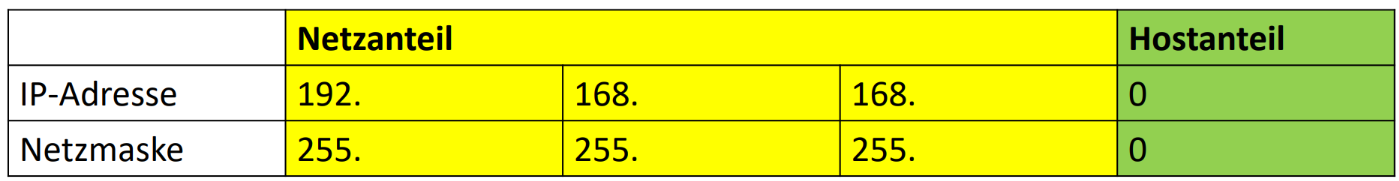 Netzanteil Hostanteil
IP-Adresse 192. 168. 168. 0
Netzmaske 255. 255. 255. 0